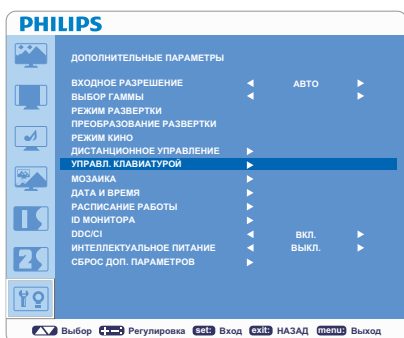 PHILIPS
ДОПОЛНИТЕЛЬНЫЕ ПАРАМЕТРЫ
ВХОДНОЕ РАЗРЕШЕНИЕ АВТО
ВЫБОР ГАММЫ
РЕЖИМ РАЗВЕРТКИ
ПРЕОБРАЗОВАНИЕ РАЗВЕРТКИ
РЕЖИМ КИНО
ДИСТАНЦИОННОЕ УПРАВЛЕНИЕ
УПРАВЛ. КЛАВИАТУРОЙ
МОЗАИКА
ДАТА И ВРЕМЯ
РАСПИСАНИЕ РАБОТЫ
ID МОНИТОРА
DDC/CI ВКЛ.
ИНТЕЛЛЕКТУАЛЬНОЕ ПИТАНИЕ ВЫКЛ.
СБРОС ДОП. ПАРАМЕТРОВ
Выбор Регулировка set: Вход exit: НАЗАД menu: Выход